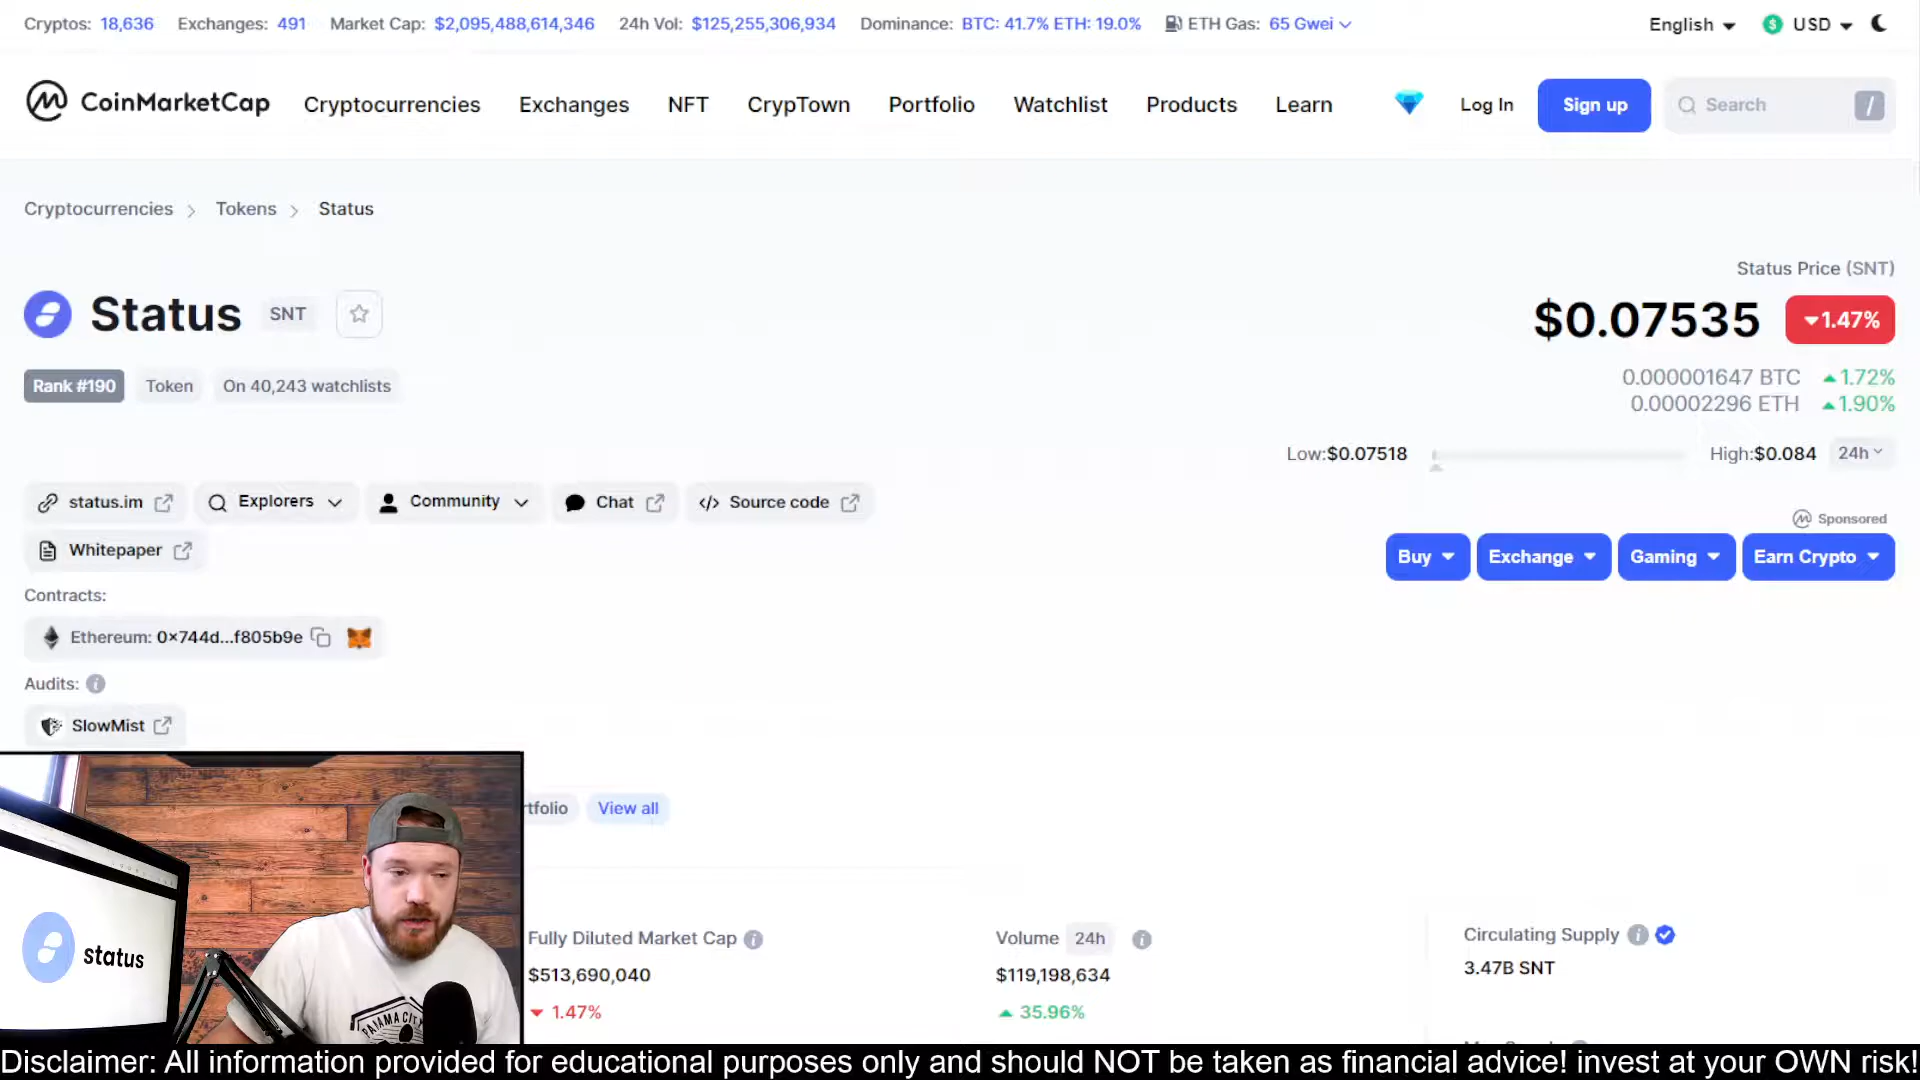 Cryptos: 18,636 Exchanges: 491 Market Cap: $2,095,488,614,346 24h Vol: $125,255,306,934 Dominance: BTC: 41.7% ETH: 19.0% ETH Gas: 65 Gwei English USD
CoinMarketCap Cryptocurrencies Exchanges NFT CrypTown Portfolio Watchlist Products Learn Log In Sign up Search /
Cryptocurrencies Tokens Status
Status Price (SNT)
Status SNT $0.07535 1.47%
Rank #190 Token On 40,243 watchlists 0.000001647 BTC 1.72%
0.00002296 ETH 1.90%
Low:$0.07518 High:$0.084 24h
status.im Explorers Community Chat Source code
Sponsored
Whitepaper Buy Exchange Gaming Earn Crypto
Contracts:
Ethereum: 0x744d...f805b9e
Audits:
SlowMist
rtfolio View all
Fully Diluted Market Cap Volume 24h Circulating Supply
$513,690,040 $119,198,634 3.47B SNT
1.47% 35.96%
status
PAJAMA CITY
Disclaimer: All information provided for educational purposes only and should NOT be taken as financial advice! invest at your OWN risk!